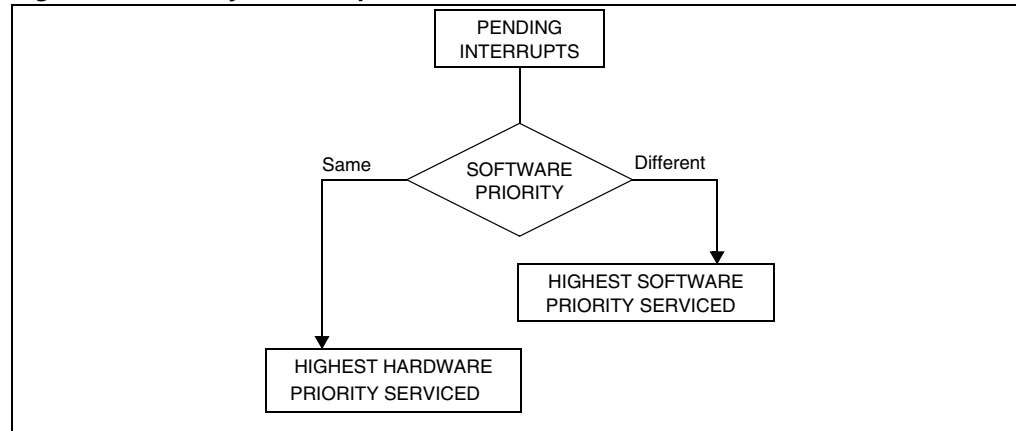 PENDING
INTERRUPTS
Same
SOFTWARE
PRIORITY
Different
HIGHEST SOFTWARE
PRIORITY SERVICED
HIGHEST HARDWARE
PRIORITY SERVICED